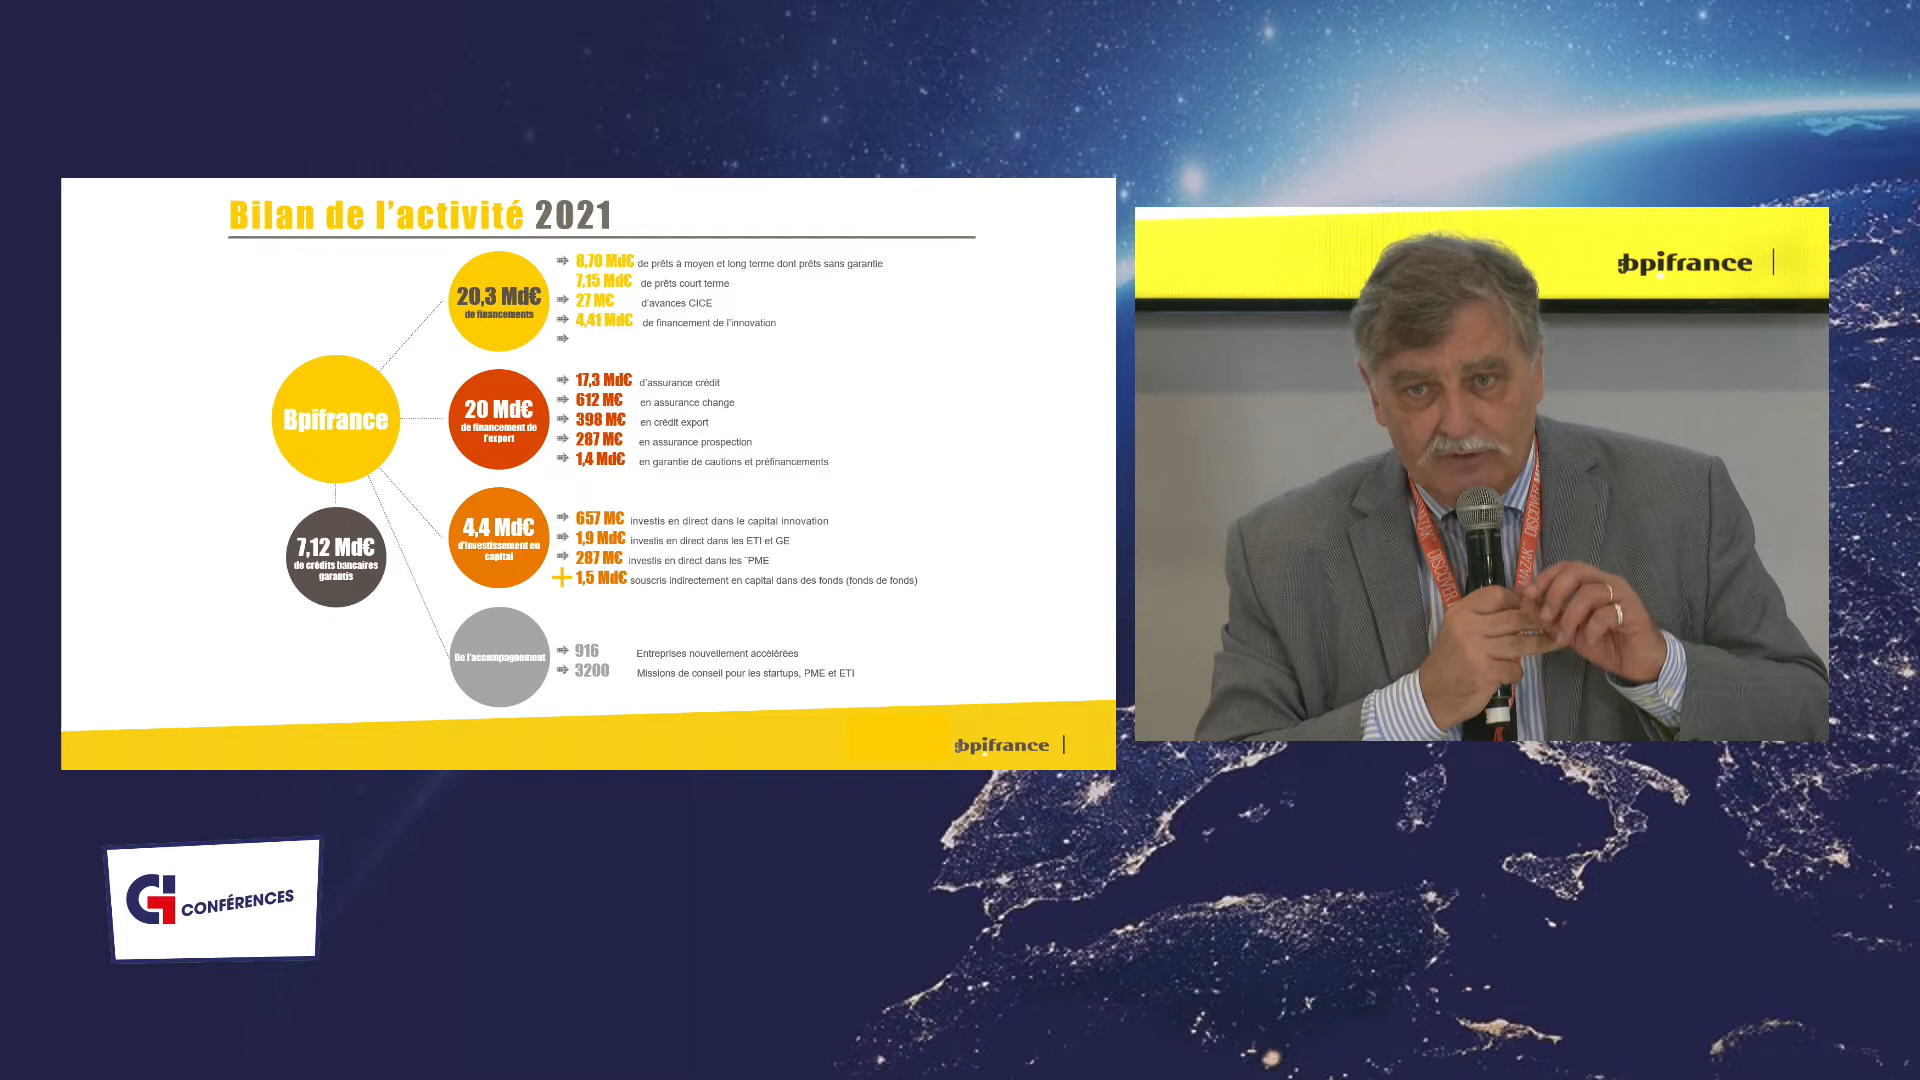 Bilan de l'activité 2021
20,3 Md€
de financements
8,70 Md€ de prêts à moyen et long terme dont prêts sans garantie
7,15 Md€ de prêts court terme
27 M€ d'avances CICE
4,41 Md€ de financement de l'innovation
Bpifrance
20 Md€
de financement de
l'export
17,3 Md€ d'assurance crédit
612 M€ en assurance change
398 M€ en crédit export
287 M€ en assurance prospection
1,4 Md€ en garantie de cautions et préfinancements
7,12 Md€
de crédits bancaires
garantis
4,4 Md€
d'investissement en
capital
657 M€ investis en direct dans le capital innovation
1,9 Md€ investis en direct dans les ETI et GE
287 M€ investis en direct dans les ¨PME
+ 1,5 Md€ souscris indirectement en capital dans des fonds (fonds de fonds)
De l'accompagnement
916 Entreprises nouvellement accélérées
3200 Missions de conseil pour les startups, PME et ETI
bpifrance
bpifrance
MAZAK
DISCOVER
MAZAK
DISCOVER
GI CONFÉRENCES